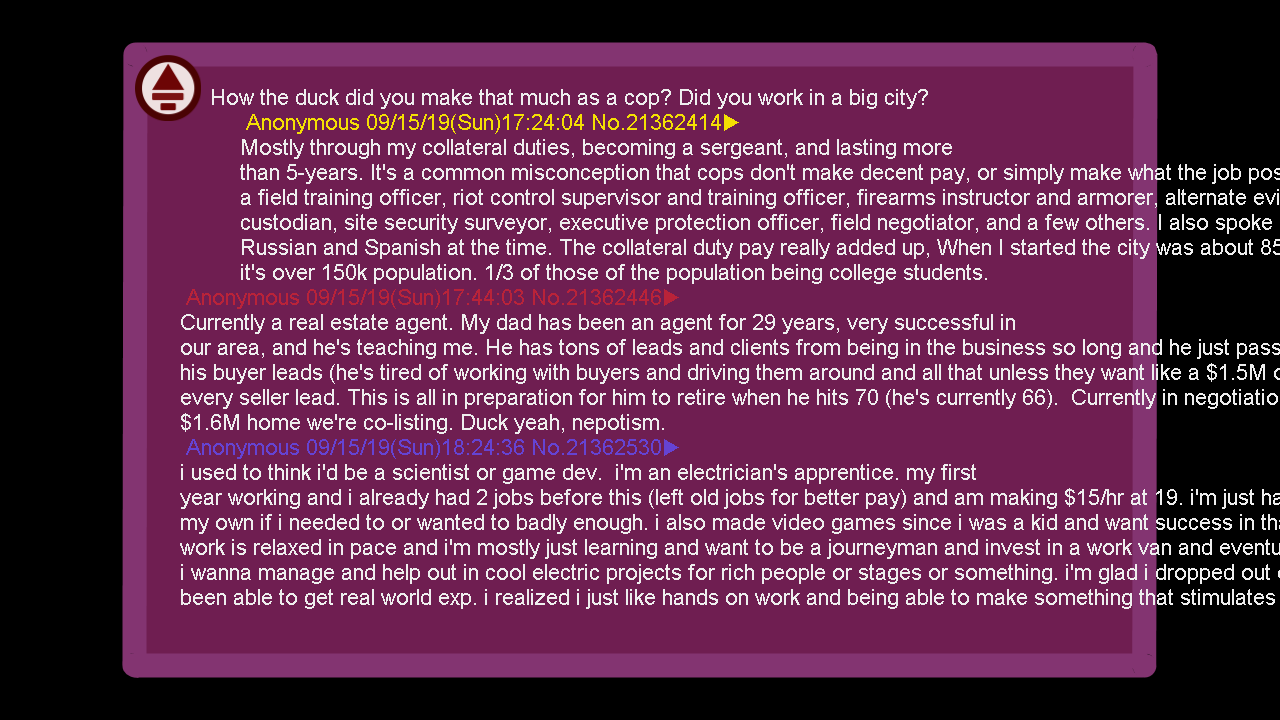 How the duck did you make that much as a cop? Did you work in a big city?
Anonymous 09/15/19(Sun)17:24:04 No.21362414▶
Mostly through my collateral duties, becoming a sergeant, and lasting more
than 5-years. It's a common misconception that cops don't make decent pay, or simply make what the job pos
a field training officer, riot control supervisor and training officer, firearms instructor and armorer, alternate evi
custodian, site security surveyor, executive protection officer, field negotiator, and a few others. I also spoke
Russian and Spanish at the time. The collateral duty pay really added up, When I started the city was about 85
it's over 150k population. 1/3 of those of the population being college students.
Anonymous 09/15/19(Sun)17:44:03 No.21362446▶
Currently a real estate agent. My dad has been an agent for 29 years, very successful in
our area, and he's teaching me. He has tons of leads and clients from being in the business so long and he just pass
his buyer leads (he's tired of working with buyers and driving them around and all that unless they want like a $1.5M
every seller lead. This is all in preparation for him to retire when he hits 70 (he's currently 66).  Currently in negotiatio
$1.6M home we're co-listing. Duck yeah, nepotism.
Anonymous 09/15/19(Sun)18:24:36 No.21362530▶
i used to think i'd be a scientist or game dev.  i'm an electrician's apprentice. my first
year working and i already had 2 jobs before this (left old jobs for better pay) and am making $15/hr at 19. i'm just ha
my own if i needed to or wanted to badly enough. i also made video games since i was a kid and want success in tha
work is relaxed in pace and i'm mostly just learning and want to be a journeyman and invest in a work van and eventu
i wanna manage and help out in cool electric projects for rich people or stages or something. i'm glad i dropped out
been able to get real world exp. i realized i just like hands on work and being able to make something that stimulates